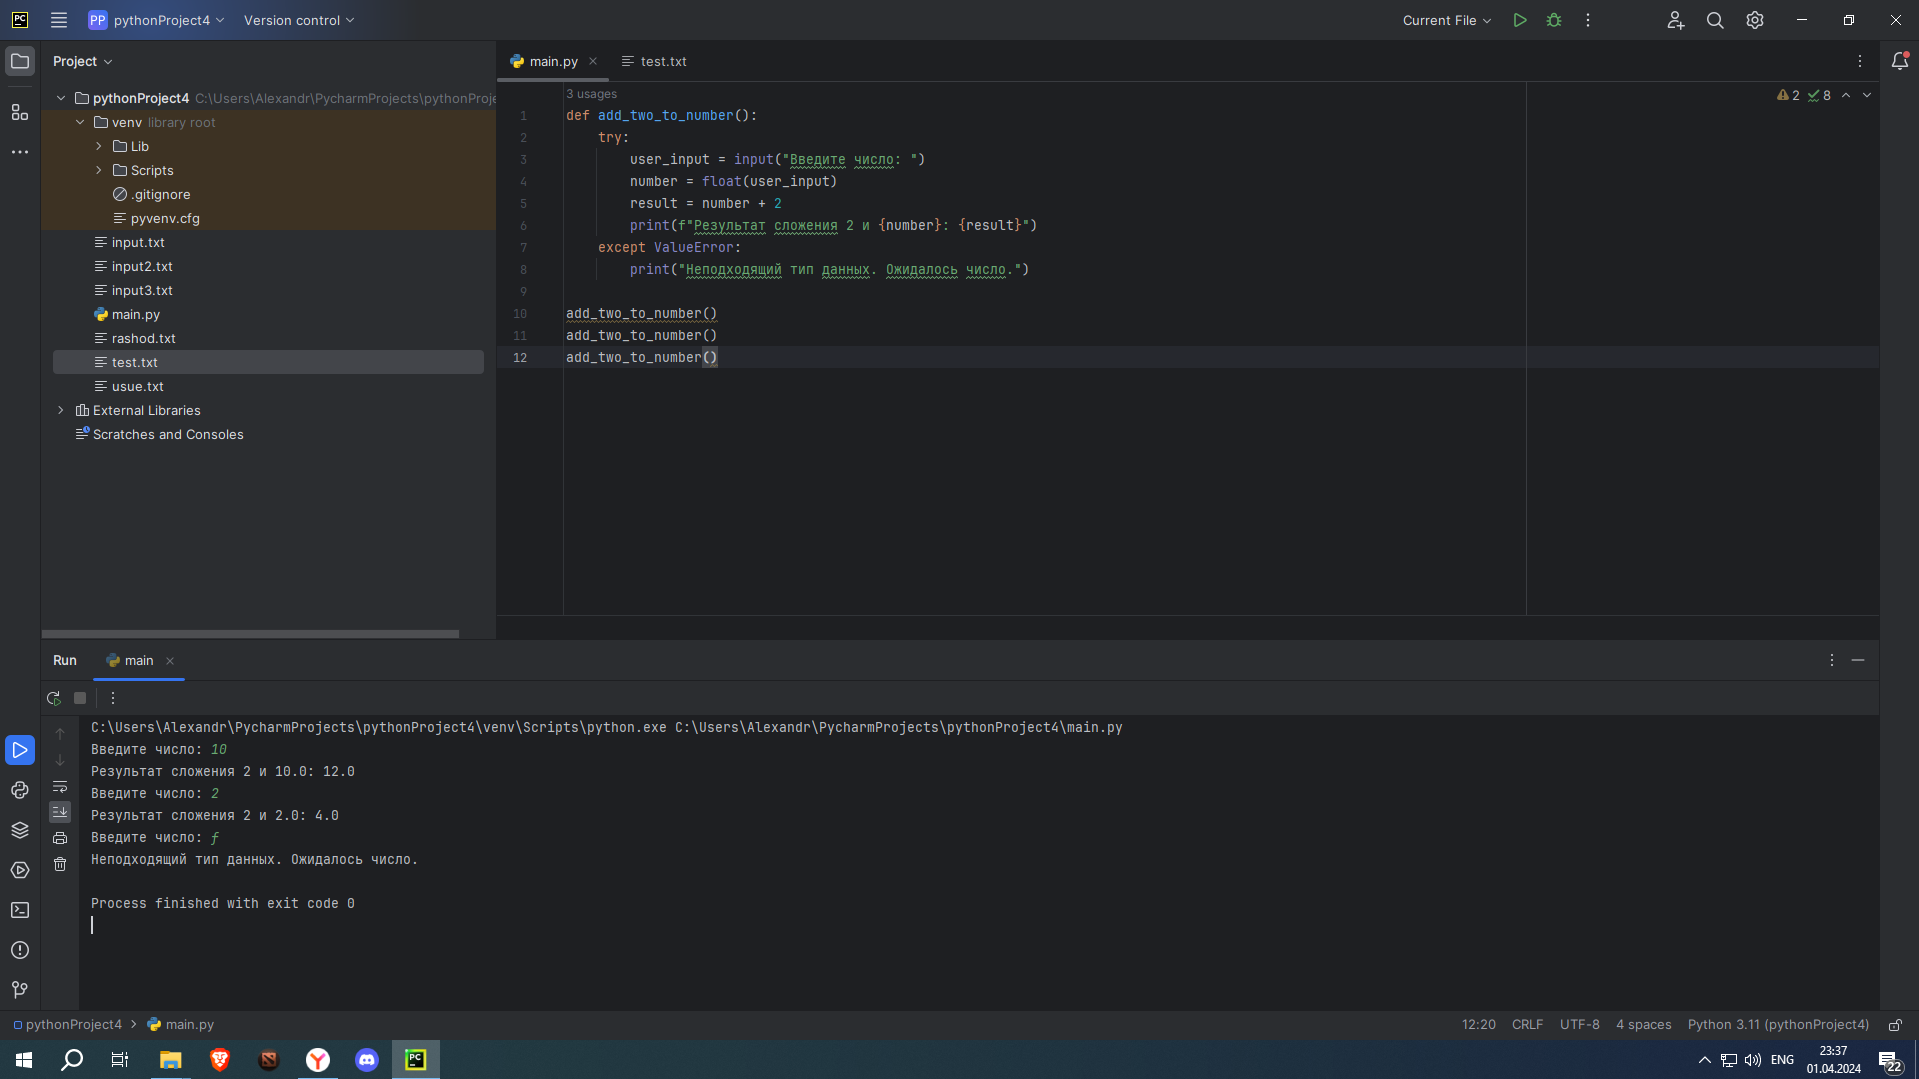 PC
PP pythonProject4
Version control
Current File
Project
main.py
test.txt
pythonProject4 C:\Users\Alexandr\PycharmProjects\pythonProje
venv library root
Lib
Scripts
.gitignore
pyvenv.cfg
input.txt
input2.txt
input3.txt
main.py
rashod.txt
test.txt
usue.txt
External Libraries
Scratches and Consoles
3 usages
2 8
1 def add_two_to_number():
2 try:
3 user_input = input("Введите число: ")
4 number = float(user_input)
5 result = number + 2
6 print(f"Результат сложения 2 и {number}: {result}")
7 except ValueError:
8 print("Неподходящий тип данных. Ожидалось число.")
9
10 add_two_to_number()
11 add_two_to_number()
12 add_two_to_number()
Run
main
C:\Users\Alexandr\PycharmProjects\pythonProject4\venv\Scripts\python.exe C:\Users\Alexandr\PycharmProjects\pythonProject4\main.py
Введите число: 10
Результат сложения 2 и 10.0: 12.0
Введите число: 2
Результат сложения 2 и 2.0: 4.0
Введите число: f
Неподходящий тип данных. Ожидалось число.
Process finished with exit code 0
pythonProject4 > main.py
12:20 CRLF UTF-8 4 spaces Python 3.11 (pythonProject4)
PC
ENG
23:37
01.04.2024
22